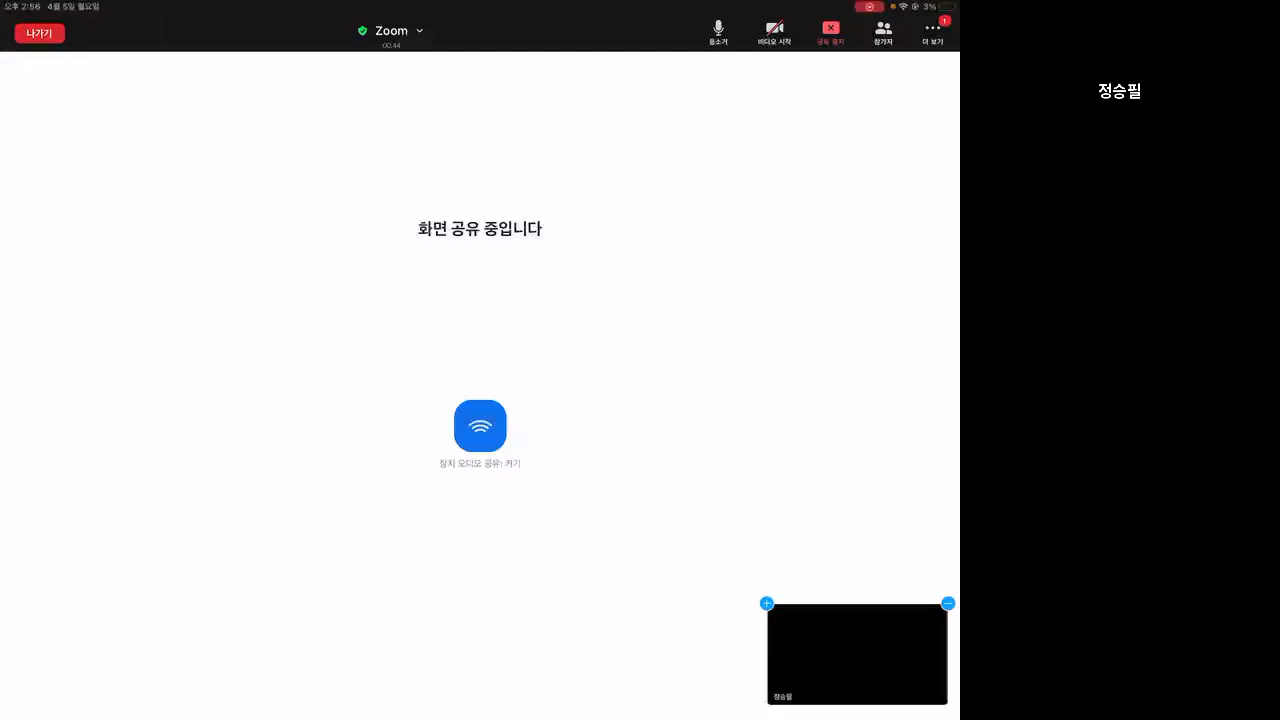 오후 2:56 4월 5일 월요일
3%
나가기
Zoom
00:44
음소거
비디오 시작
공유 중지
참가자
더 보기
1
정승필
화면 공유 중입니다
장치 오디오 공유: 켜기
정승필